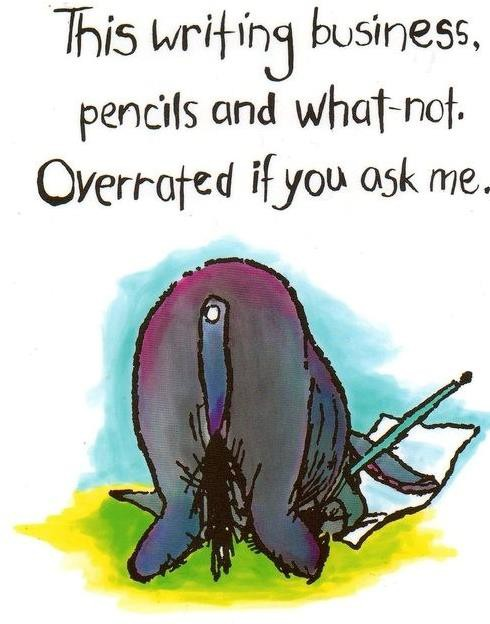 This writing business,
pencils and what-not.
Overrated if you ask me.